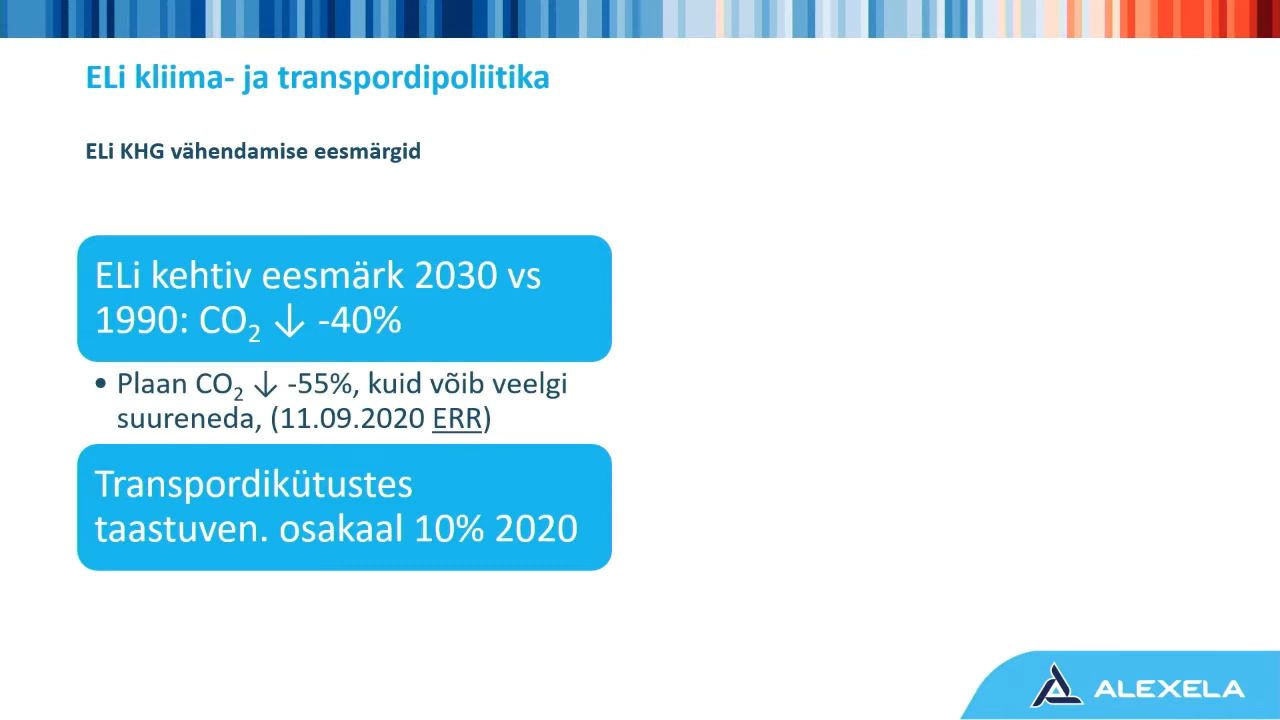 ELi kliima- ja transpordipoliitika
ELi KHG vähendamise eesmärgid
ELi kehtiv eesmärk 2030 vs
1990: CO₂ ↓ -40%
• Plaan CO₂ ↓ -55%, kuid võib veelgi
suureneda, (11.09.2020 ERR)
Transpordikütustes
taastuven. osakaal 10% 2020
ALEXELA